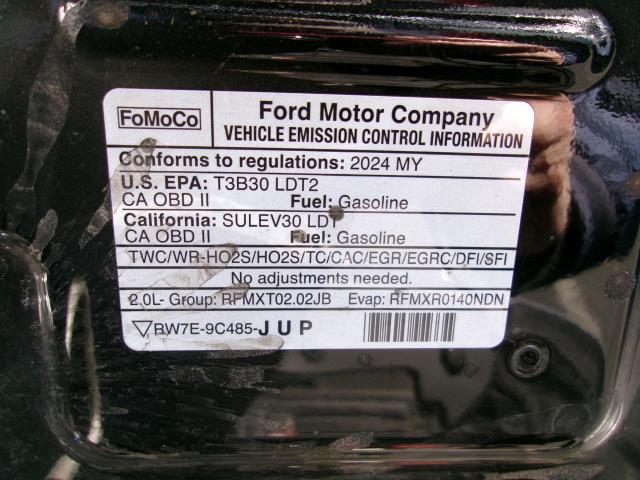 FoMoCo
Ford Motor Company
VEHICLE EMISSION CONTROL INFORMATION
Conforms to regulations: 2024 MY
U.S. EPA: T3B30 LDT2
CA OBD II Fuel: Gasoline
California: SULEV30 LDT
CA OBD II Fuel: Gasoline
TWC/WR-HO2S/HO2S/TC/CAC/EGR/EGRC/DFI/SFI
No adjustments needed.
2.0L- Group: RFMXT02.02JB Evap: RFMXR0140NDN
▽RW7E-9C485-JUP